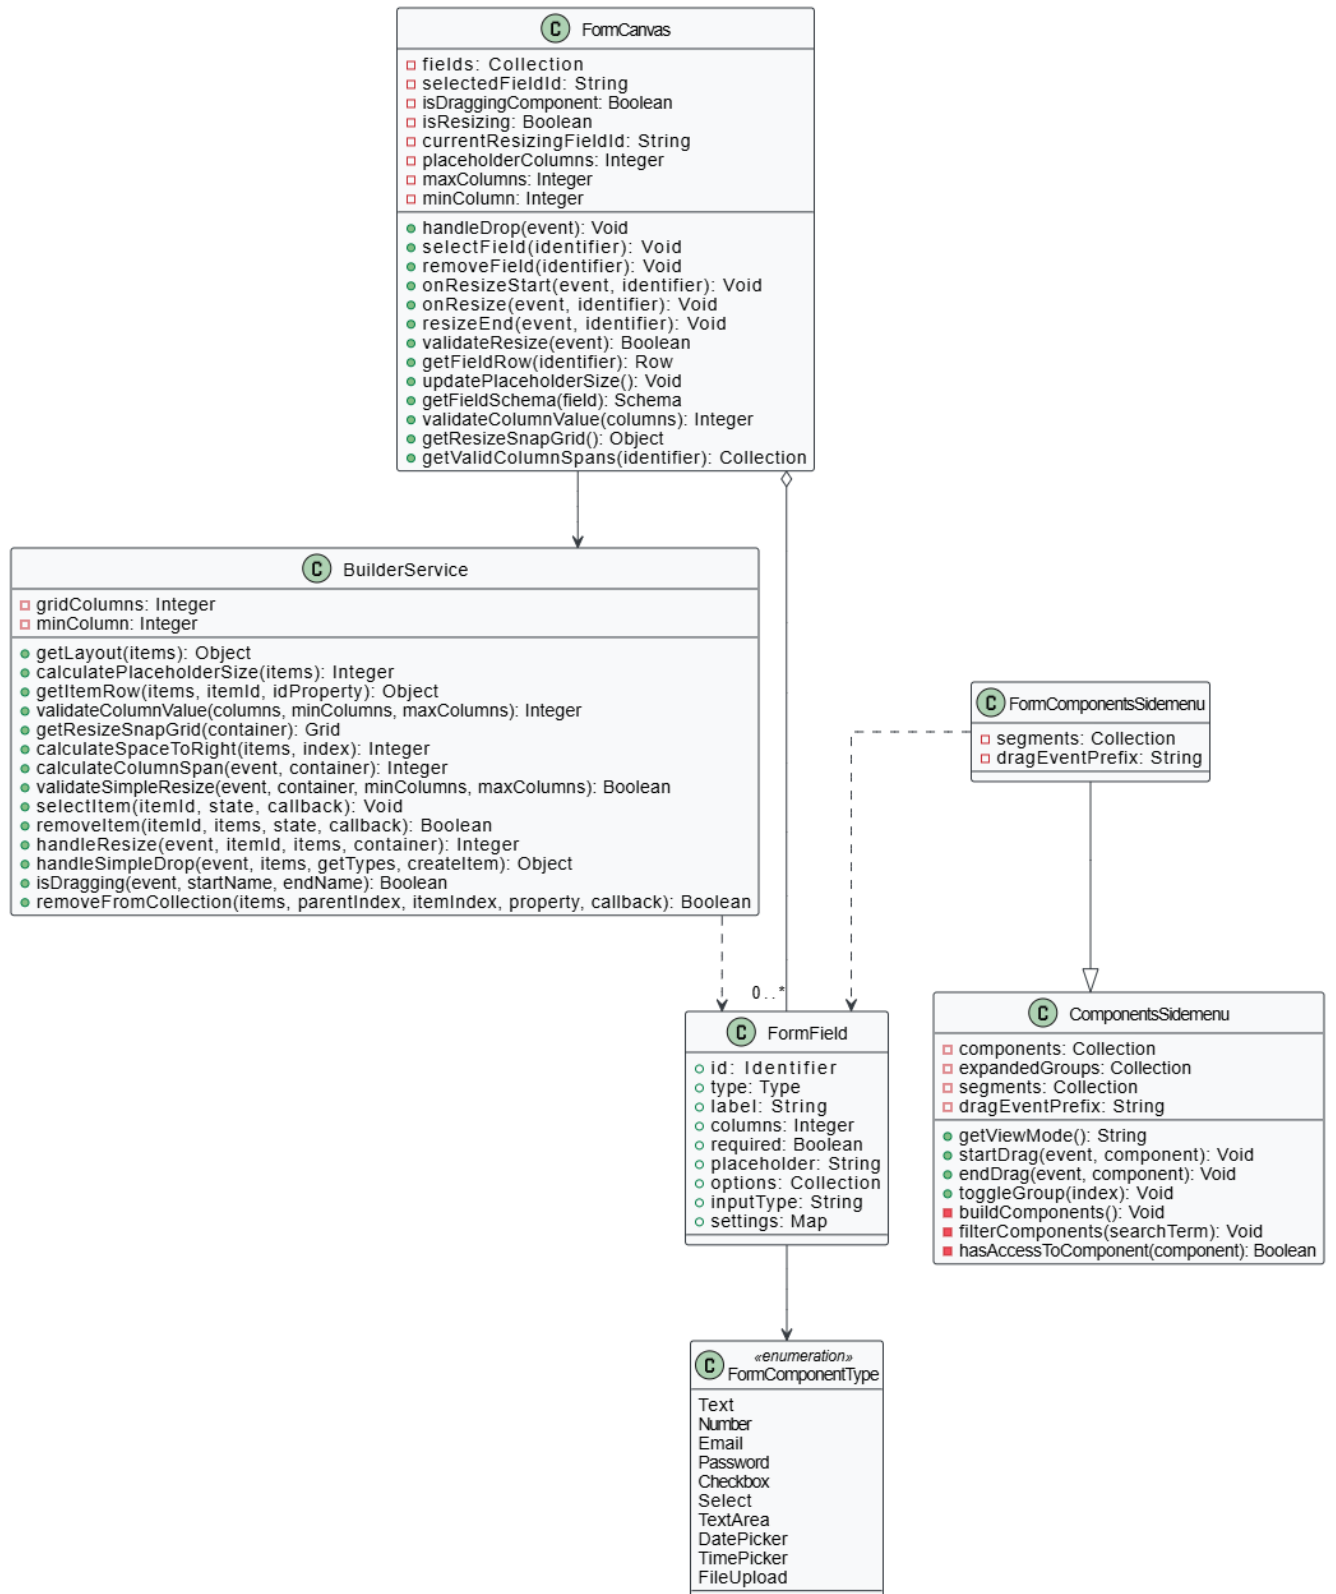 C FormCanvas
fields: Collection
selectedFieldId: String
isDraggingComponent: Boolean
isResizing: Boolean
currentResizingFieldId: String
placeholderColumns: Integer
maxColumns: Integer
minColumn: Integer
handleDrop(event): Void
selectField(identifier): Void
removeField(identifier): Void
onResizeStart(event, identifier): Void
onResize(event, identifier): Void
resizeEnd(event, identifier): Void
validateResize(event): Boolean
getFieldRow(identifier): Row
updatePlaceholderSize(): Void
getFieldSchema(field): Schema
validateColumnValue(columns): Integer
getResizeSnapGrid(): Object
getValidColumnSpans(identifier): Collection
C BuilderService
gridColumns: Integer
minColumn: Integer
getLayout(items): Object
calculatePlaceholderSize(items): Integer
getItemRow(items, itemId, idProperty): Object
validateColumnValue(columns, minColumns, maxColumns): Integer
getResizeSnapGrid(container): Grid
calculateSpaceToRight(items, index): Integer
calculateColumnSpan(event, container): Integer
validateSimpleResize(event, container, minColumns, maxColumns): Boolean
selectItem(itemId, state, callback): Void
removeItem(itemId, items, state, callback): Boolean
handleResize(event, itemId, items, container): Integer
handleSimpleDrop(event, items, getTypes, createItem): Object
isDragging(event, startName, endName): Boolean
removeFromCollection(items, parentIndex, itemIndex, property, callback): Boolean
C FormComponentsSidemenu
segments: Collection
dragEventPrefix: String
0..*
C FormField
id: Identifier
type: Type
label: String
columns: Integer
required: Boolean
placeholder: String
options: Collection
inputType: String
settings: Map
C ComponentsSidemenu
components: Collection
expandedGroups: Collection
segments: Collection
dragEventPrefix: String
getViewMode(): String
startDrag(event, component): Void
endDrag(event, component): Void
toggleGroup(index): Void
buildComponents(): Void
filterComponents(searchTerm): Void
hasAccessToComponent(component): Boolean
«enumeration»
C FormComponentType
Text
Number
Email
Password
Checkbox
Select
TextArea
DatePicker
TimePicker
FileUpload